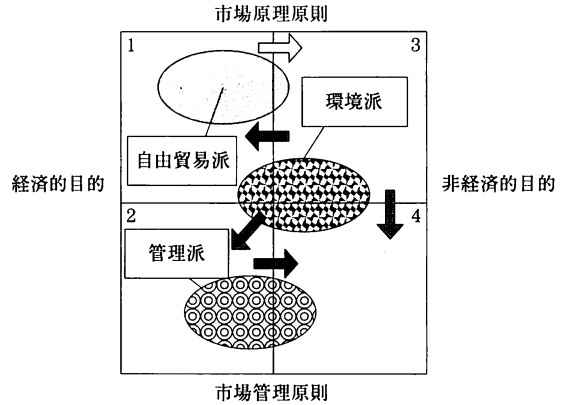 市場原理原則
1
3
環境派
自由貿易派
経済的目的
非経済的目的
2
4
管理派
市場管理原則